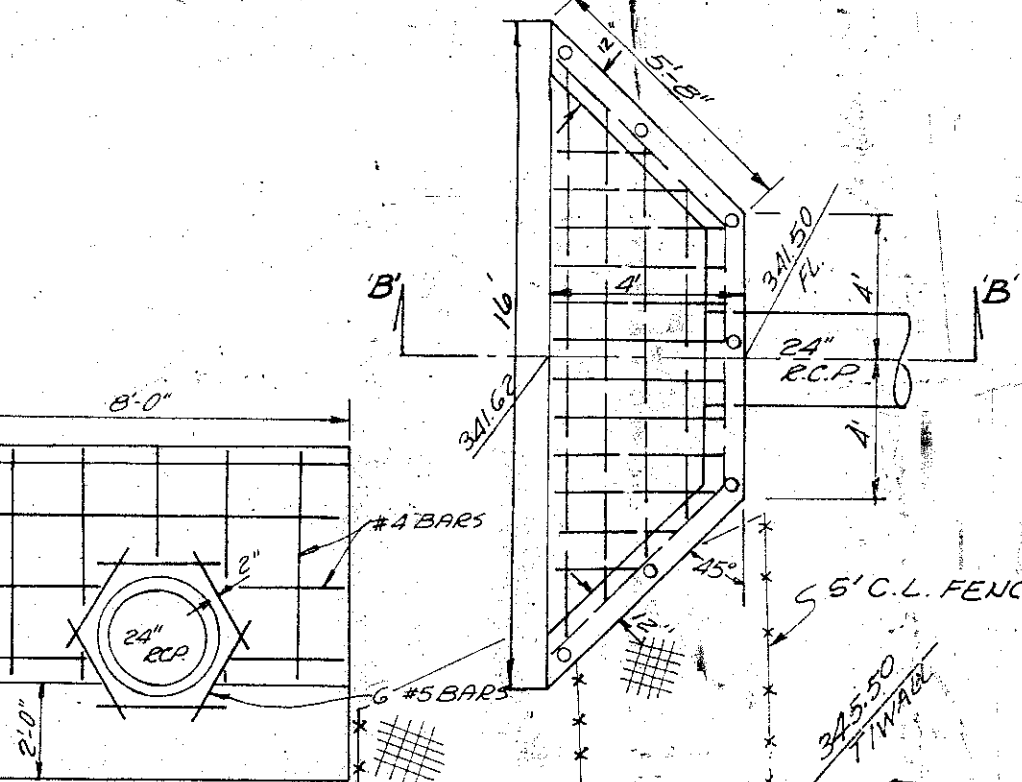 12"
5'-8"
341.50
FL.
'B'
16'
4'
4'
'B'
24"
R.C.P.
8'-0"
341.62
4'
#4 BARS
2"
45°
5' C.L. FENC
24"
RCP
12"
6 #5 BARS
345.50
T/WALL
2'-0"